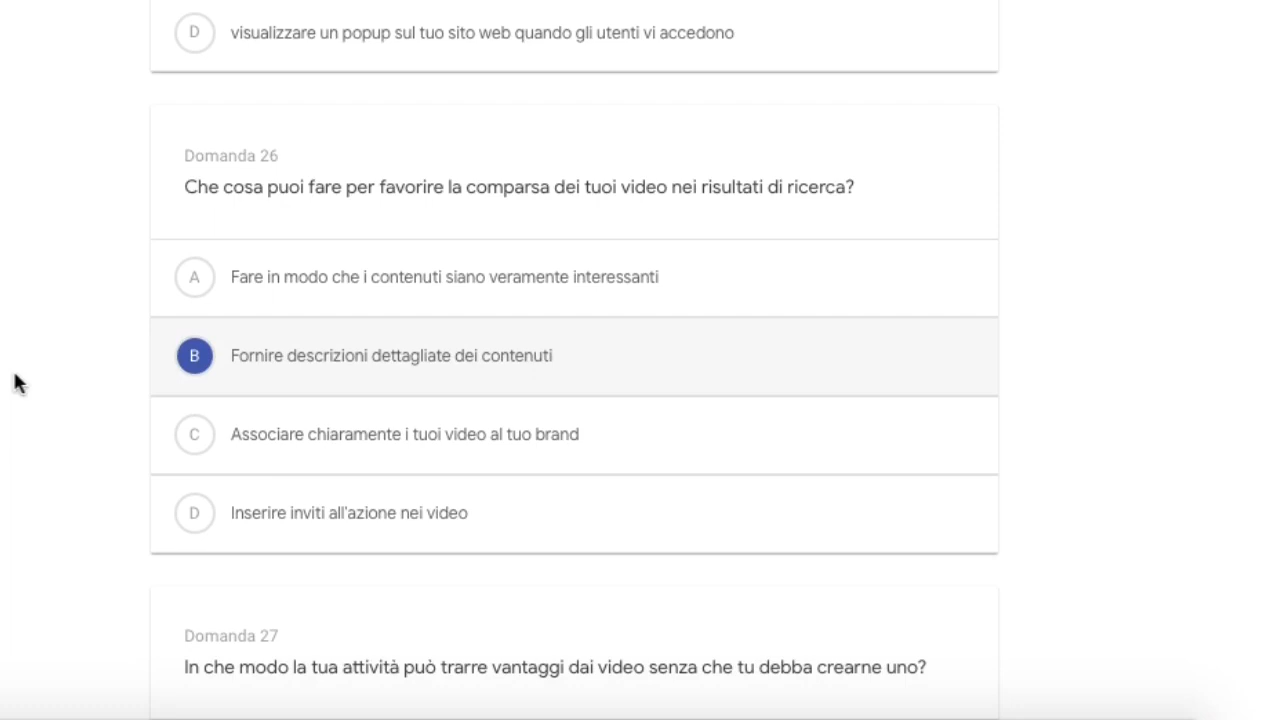 D visualizzare un popup sul tuo sito web quando gli utenti vi accedono
Domanda 26
Che cosa puoi fare per favorire la comparsa dei tuoi video nei risultati di ricerca?
A Fare in modo che i contenuti siano veramente interessanti
B Fornire descrizioni dettagliate dei contenuti
C Associare chiaramente i tuoi video al tuo brand
D Inserire inviti all'azione nei video
Domanda 27
In che modo la tua attività può trarre vantaggi dai video senza che tu debba crearne uno?